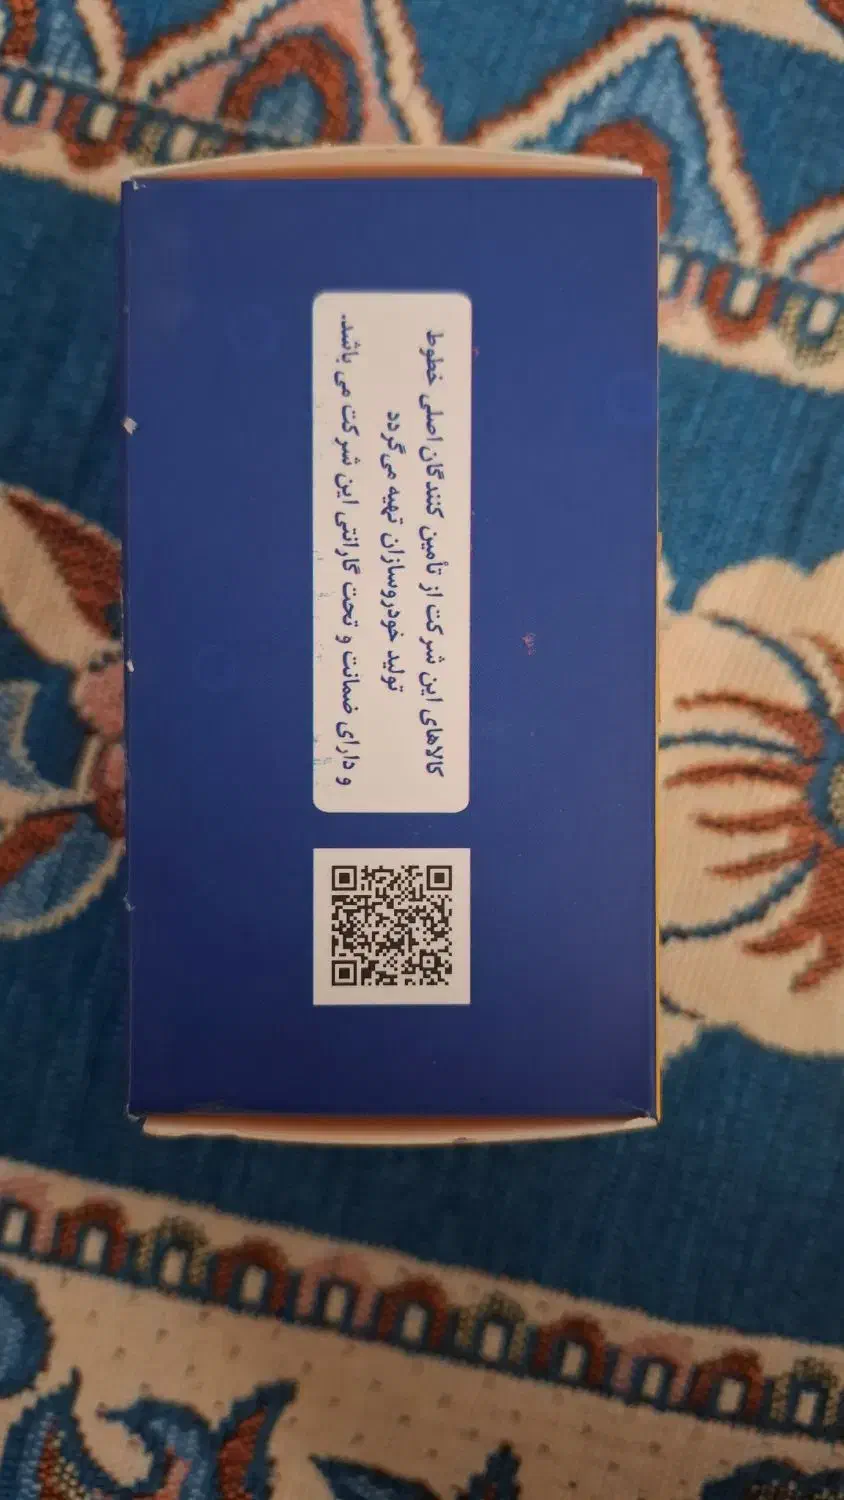 کالاهای این شرکت از تأمین کنندگان اصلی خطوط
تولید خودروسازان تهیه می گردد
و دارای ضمانت و تحت گارانتی این شرکت می باشد.